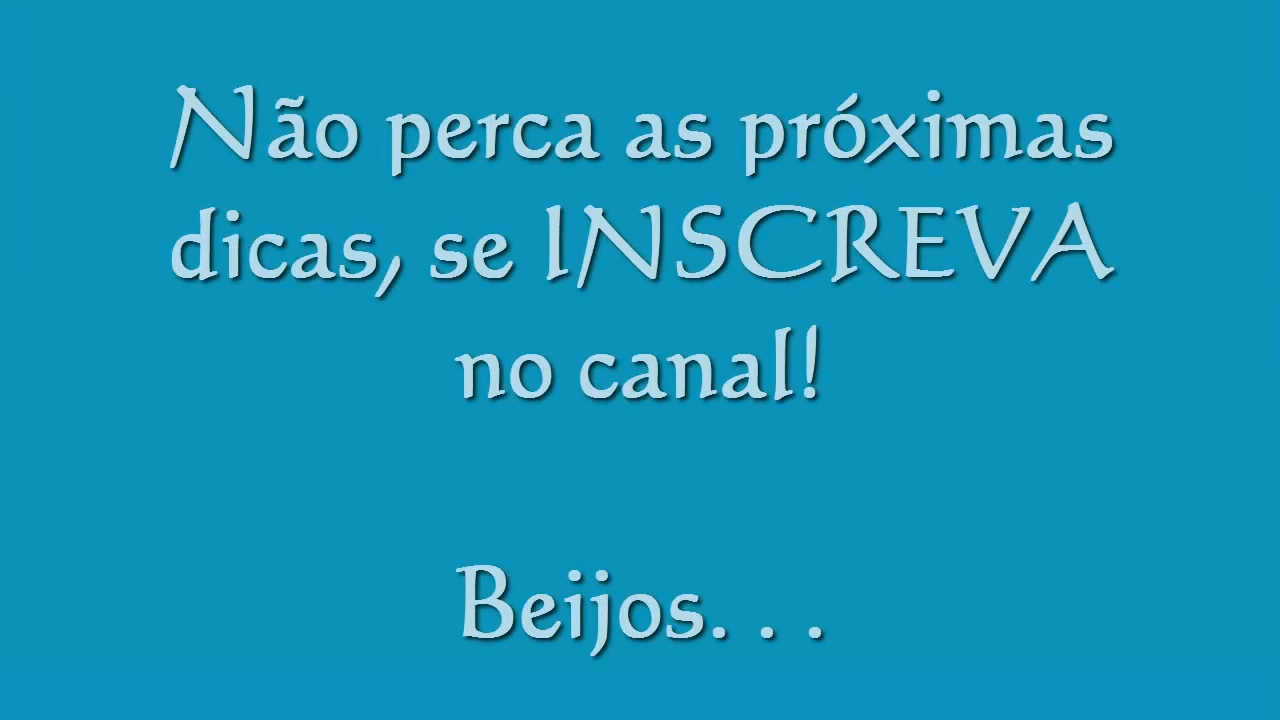 Não perca as próximas
dicas, se INSCREVA
no canal!
Beijos. . .